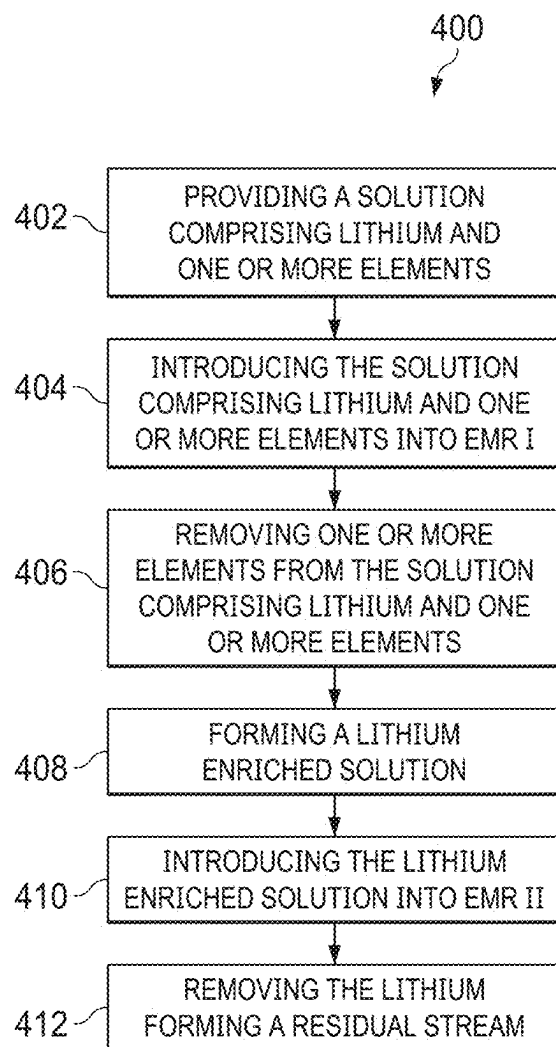 400
402
PROVIDING A SOLUTION
COMPRISING LITHIUM AND
ONE OR MORE ELEMENTS
404
INTRODUCING THE SOLUTION
COMPRISING LITHIUM AND ONE
OR MORE ELEMENTS INTO EMR I
406
REMOVING ONE OR MORE
ELEMENTS FROM THE SOLUTION
COMPRISING LITHIUM AND ONE
OR MORE ELEMENTS
408
FORMING A LITHIUM
ENRICHED SOLUTION
410
INTRODUCING THE LITHIUM
ENRICHED SOLUTION INTO EMR II
412
REMOVING THE LITHIUM
FORMING A RESIDUAL STREAM